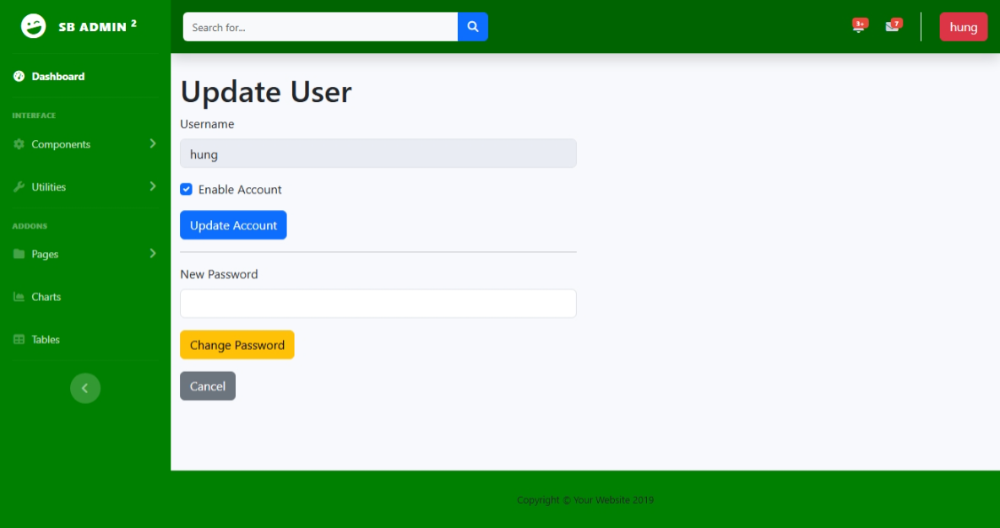 SB ADMIN 2
Search for...
3+
7
hung
Dashboard
INTERFACE
Components
Utilities
ADDONS
Pages
Charts
Tables
Update User
Username
hung
Enable Account
Update Account
New Password
Change Password
Cancel
Copyright © Your Website 2019